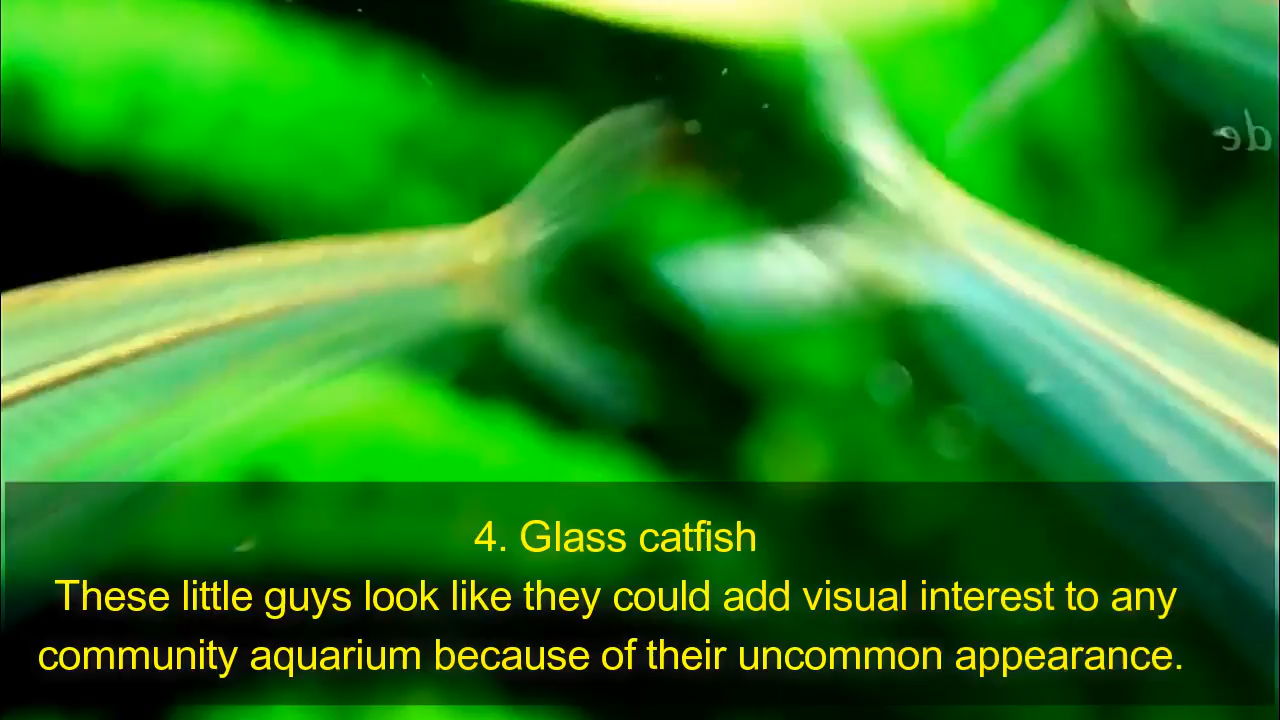 de
4. Glass catfish
These little guys look like they could add visual interest to any
community aquarium because of their uncommon appearance.